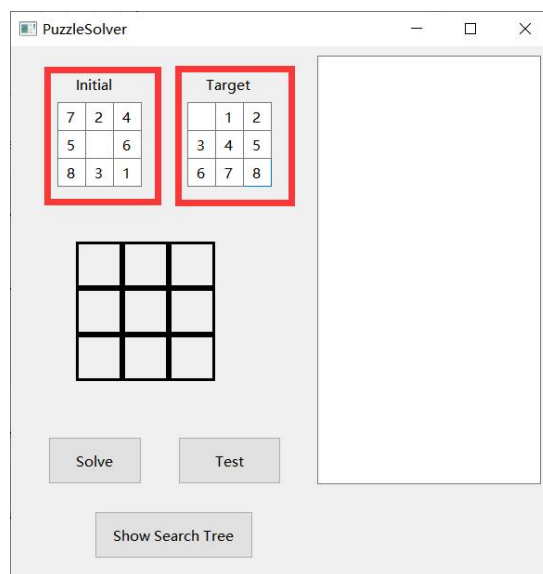 PuzzleSolver
Initial Target
7 2 4 1 2
5 6 3 4 5
8 3 1 6 7 8
Solve Test
Show Search Tree